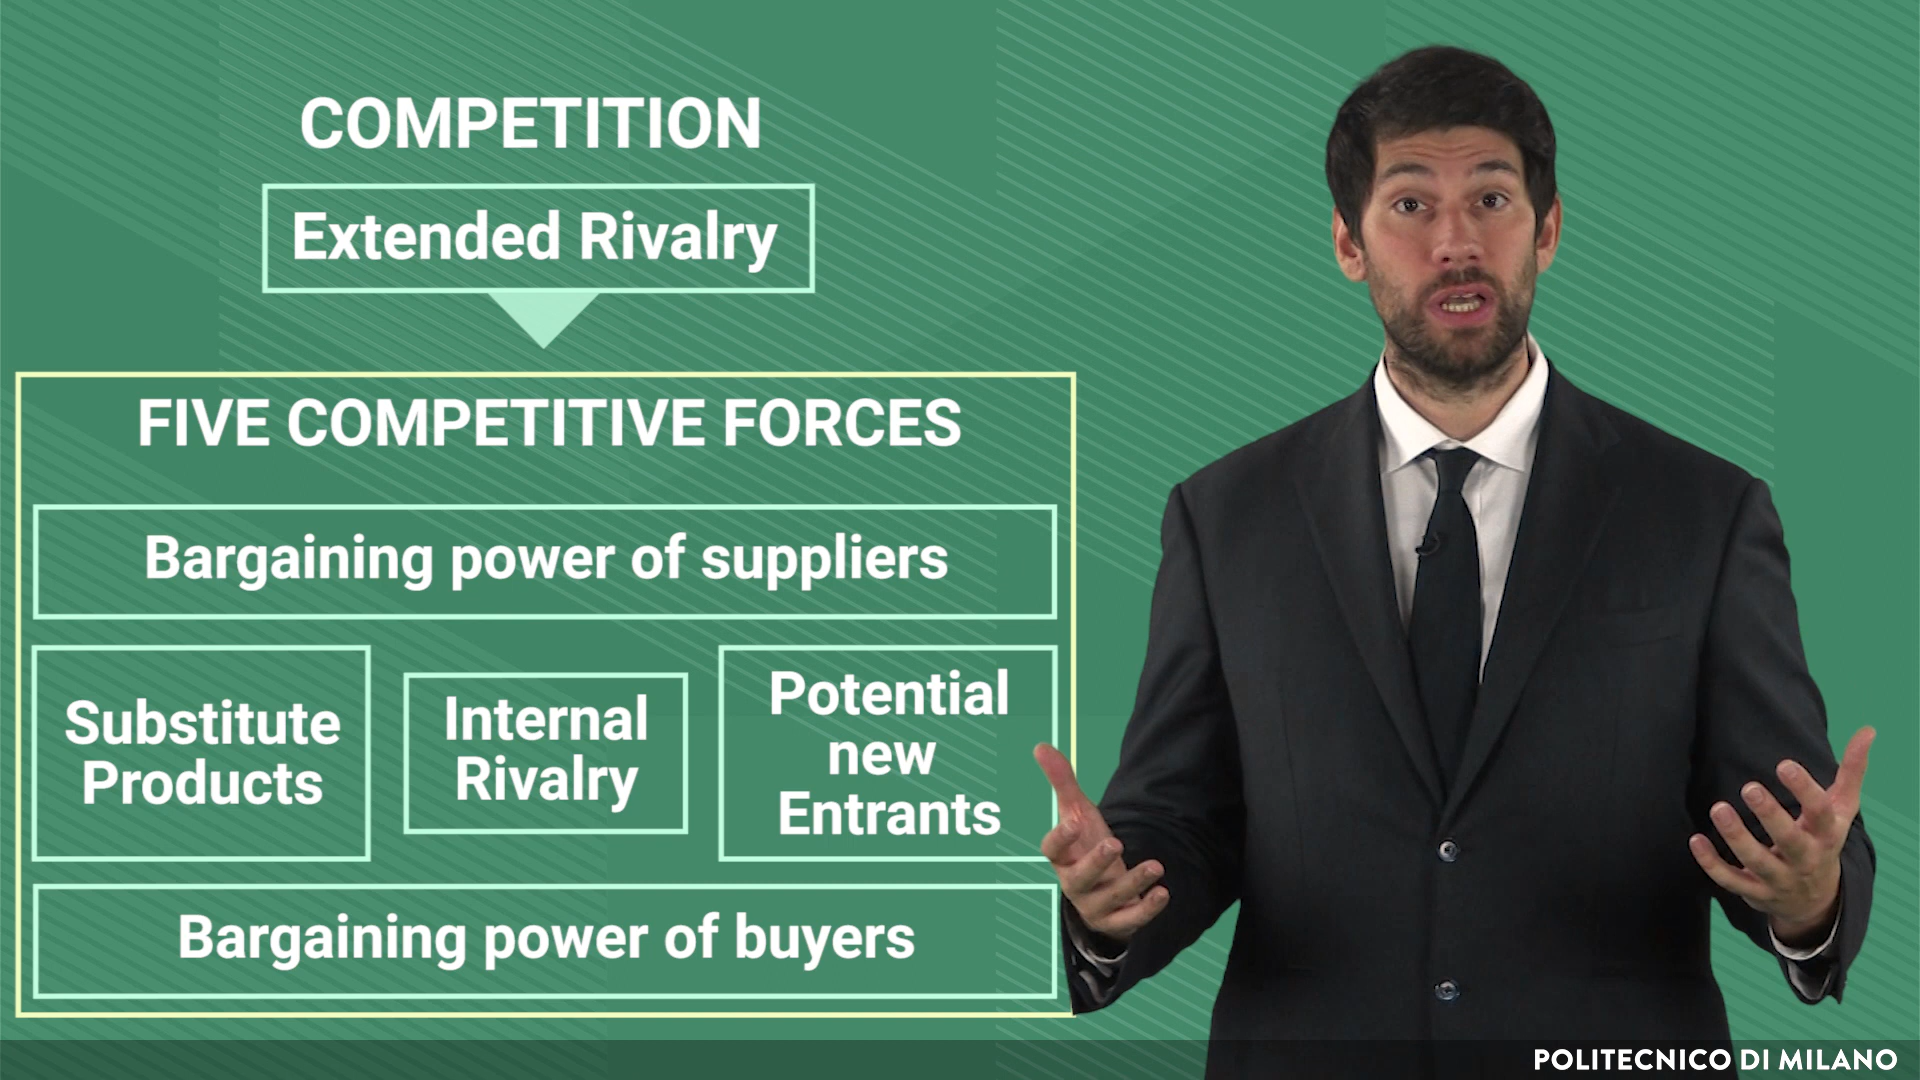 COMPETITION
Extended Rivalry
FIVE COMPETITIVE FORCES
Bargaining power of suppliers
Substitute
Products
Internal
Rivalry
Potential
new
Entrants
Bargaining power of buyers
POLITECNICO DI MILANO